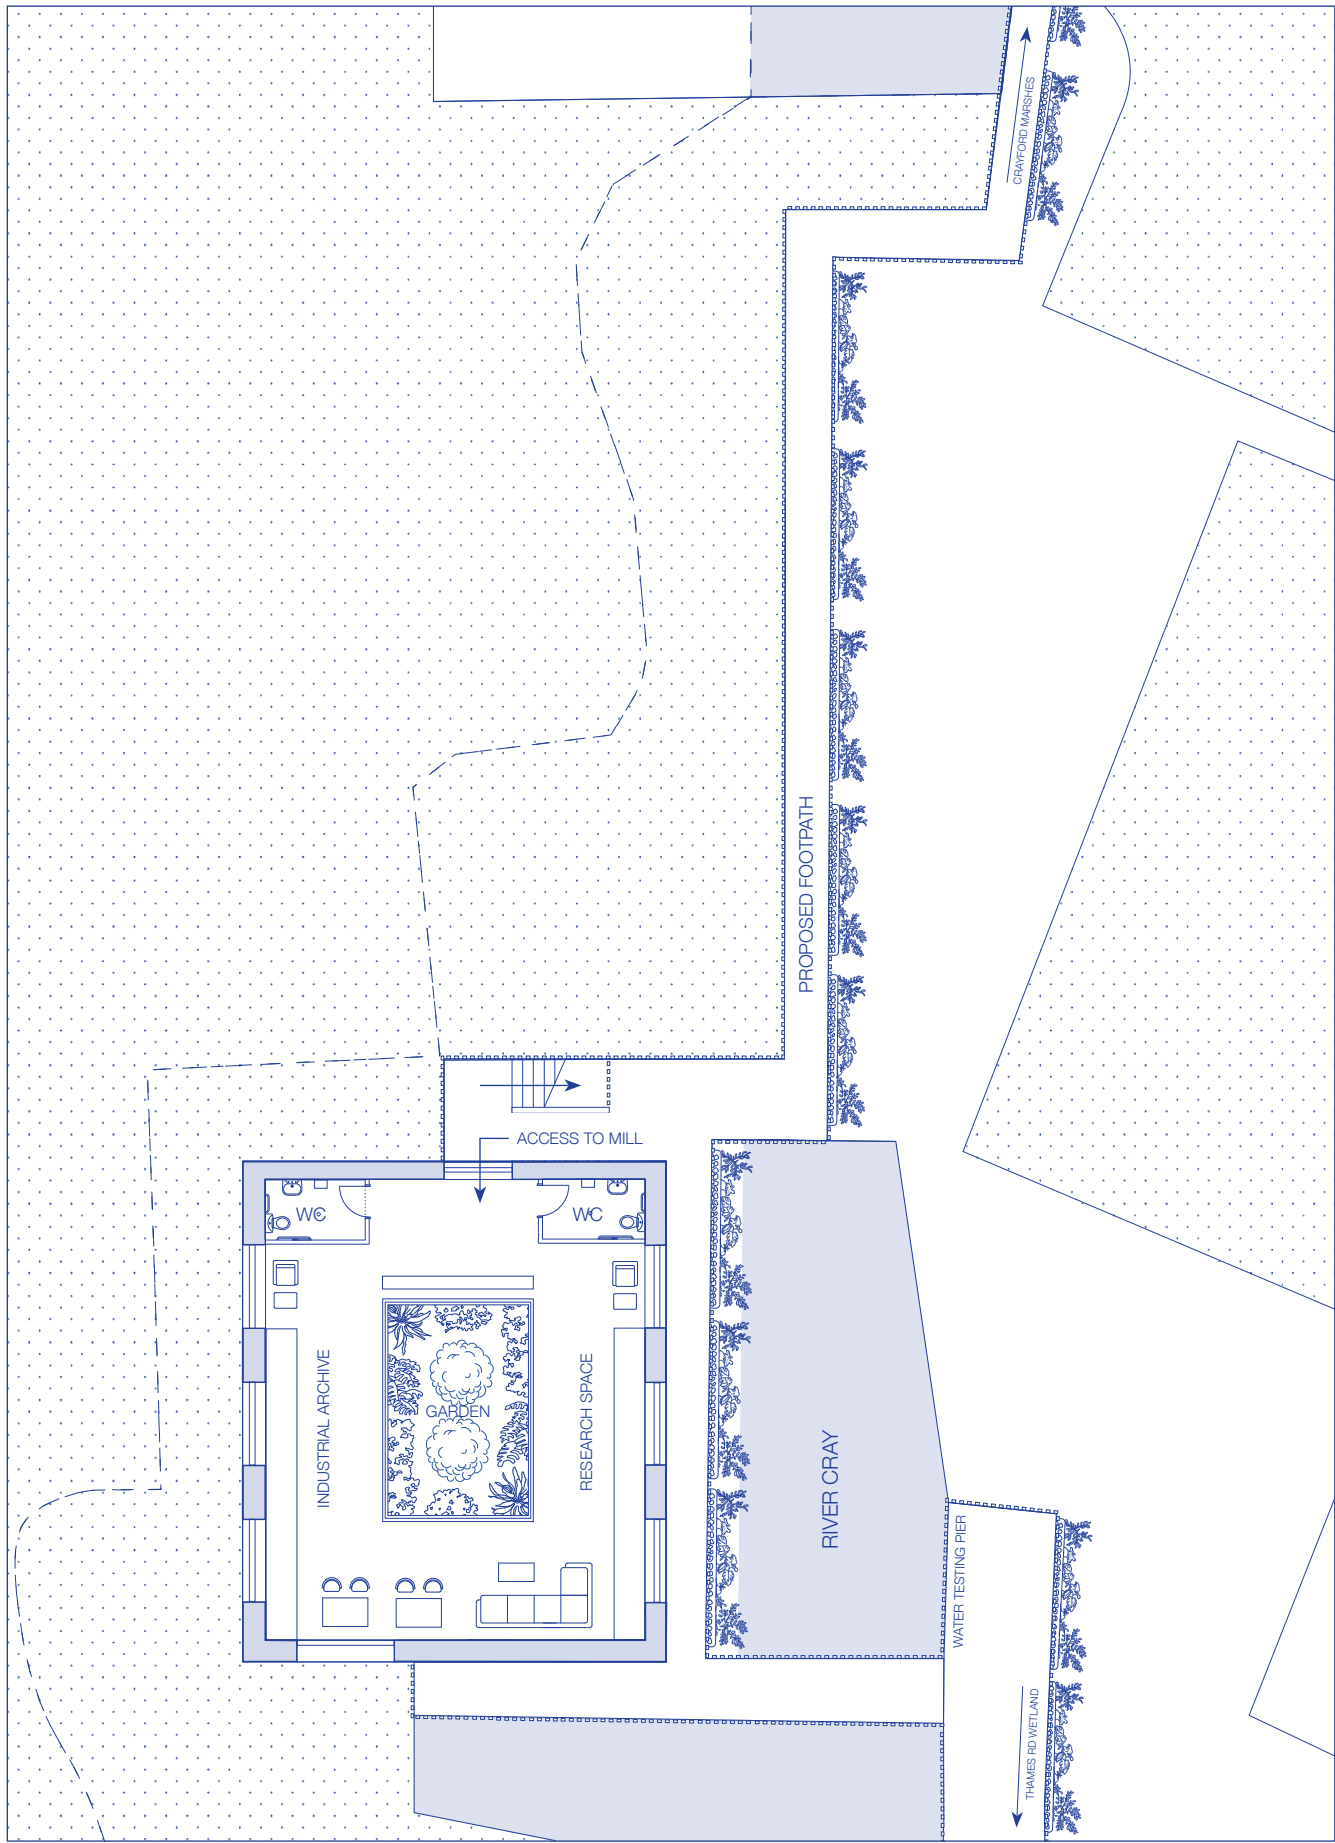 CRAYFORD MARSHES
PROPOSED FOOTPATH
ACCESS TO MILL
WC
WC
INDUSTRIAL ARCHIVE
GARDEN
RESEARCH SPACE
RIVER CRAY
WATER TESTING PIER
THAMES RD WETLAND